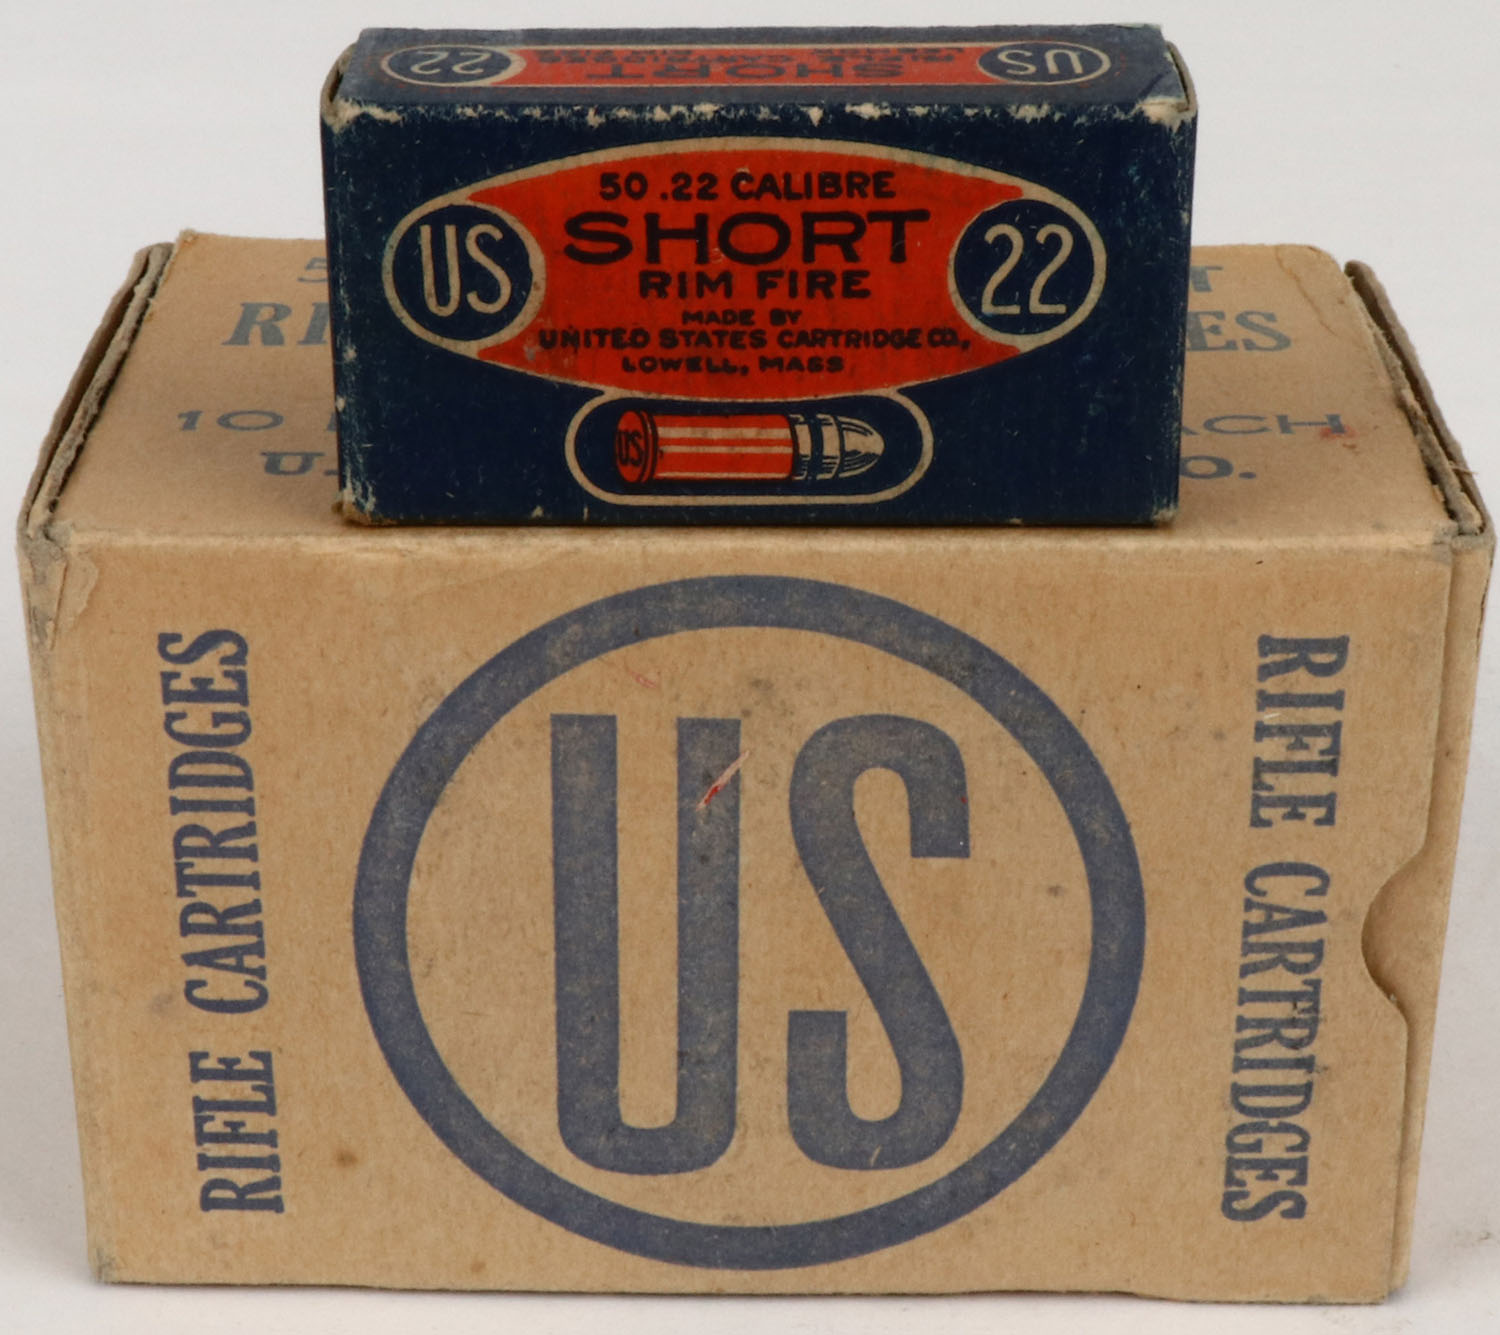 22 SHORT US
US
50 .22 CALIBRE
SHORT
RIM FIRE
MADE BY
UNITED STATES CARTRIDGE CO.,
LOWELL, MASS
22
US
10
RIFLE CARTRIDGES
US
RIFLE CARTRIDGES